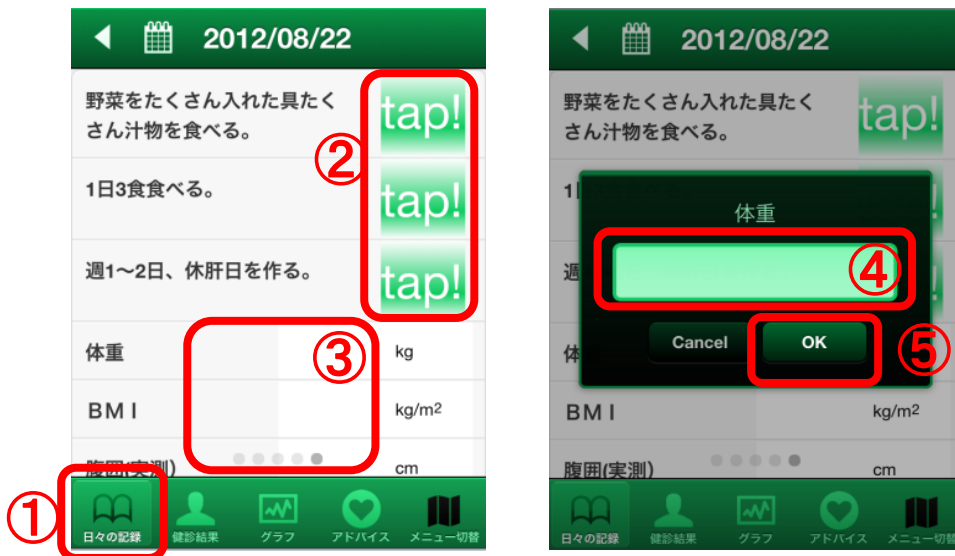 2012/08/22
野菜をたくさん入れた具たく
さん汁物を食べる。
tap!
②
1日3食食べる。
tap!
週1〜2日、休肝日を作る。
tap!
体重
③
kg
BMI
kg/m2
腹囲(実測)
cm
①
日々の記録
健診結果
グラフ
アドバイス
メニュー切替
2012/08/22
野菜をたくさん入れた具たく
さん汁物を食べる。
tap!
1
体重
週
④
Cancel
OK
⑤
体
BMI
kg/m2
腹囲(実測)
cm
日々の記録
健診結果
グラフ
アドバイス
メニュー切替